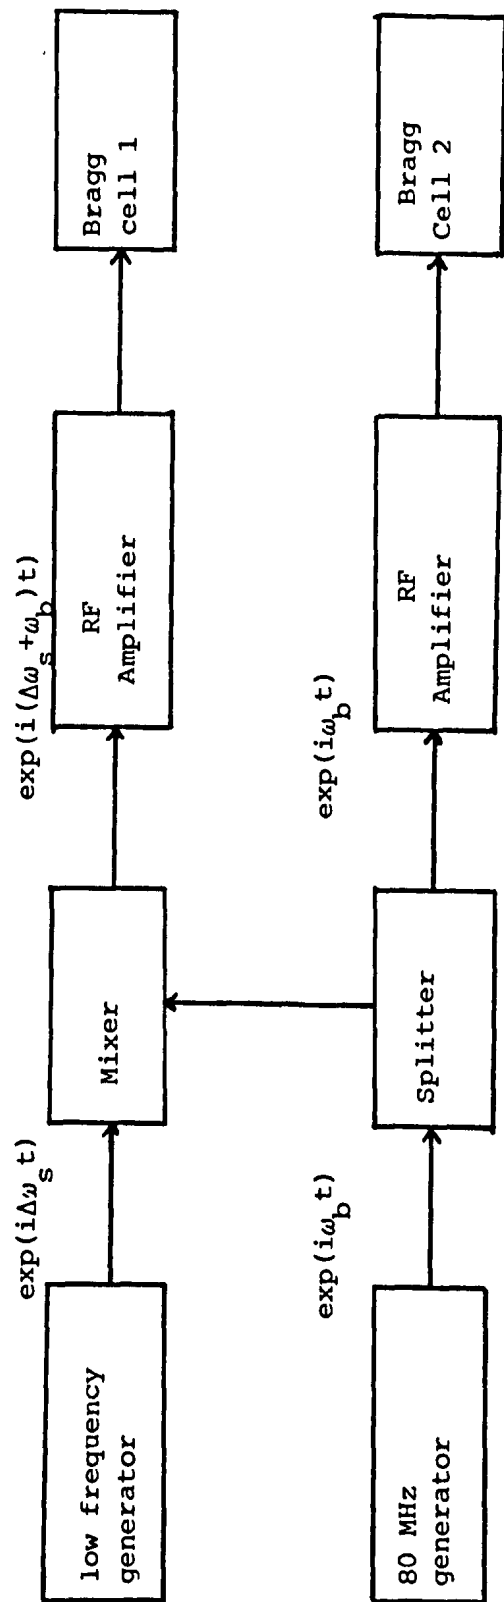 low frequency
generator
exp(iΔω_s t)
Mixer
exp(i(Δω_s +ω_b )t)
RF
Amplifier
Bragg
cell 1
80 MHz
generator
exp(iω_b t)
Splitter
exp(iω_b t)
RF
Amplifier
Bragg
Cell 2